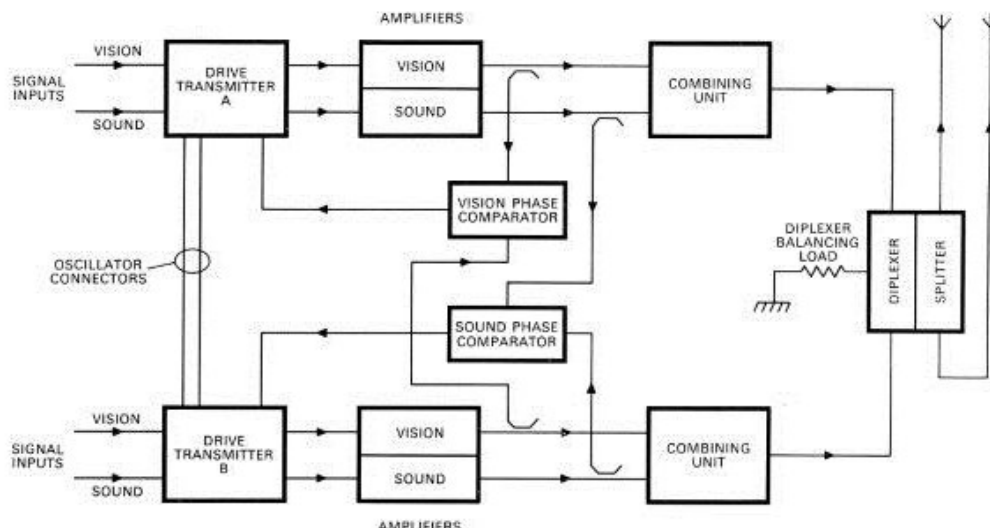 AMPLIFIERS
VISION
SIGNAL
INPUTS
SOUND
DRIVE
TRANSMITTER
A
VISION
SOUND
COMBINING
UNIT
VISION PHASE
COMPARATOR
OSCILLATOR
CONNECTORS
DIPLEXER
BALANCING
LOAD
DIPLEXER
SPLITTER
SOUND PHASE
COMPARATOR
VISION
SIGNAL
INPUTS
SOUND
DRIVE
TRANSMITTER
B
VISION
SOUND
COMBINING
UNIT
AMPLIFIERS